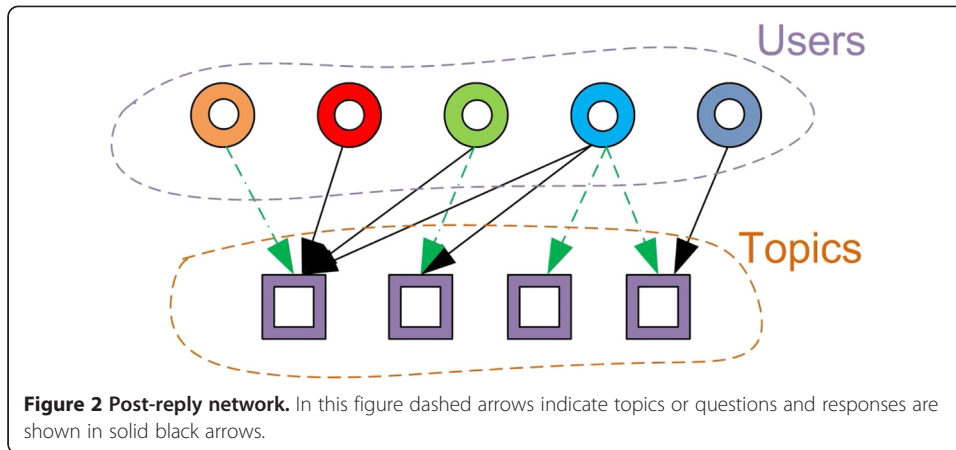 Users
Topics
Figure 2 Post-reply network. In this figure dashed arrows indicate topics or questions and responses are
shown in solid black arrows.